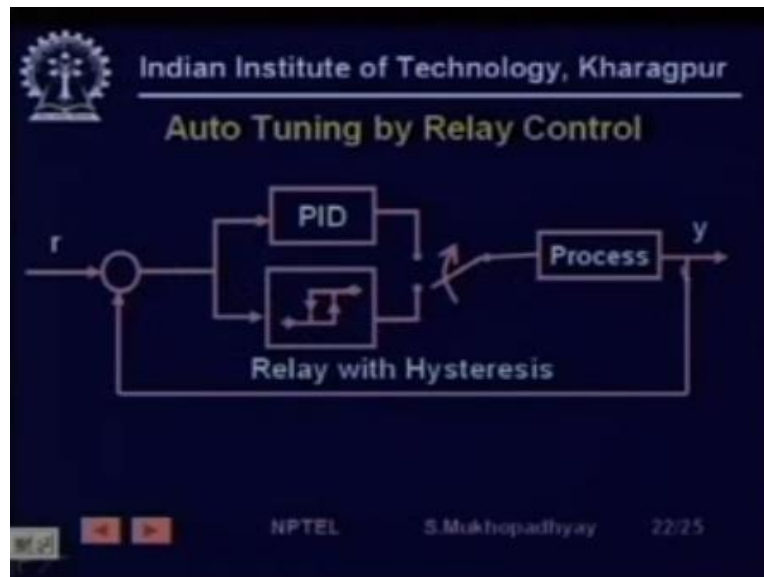 Indian Institute of Technology, Kharagpur
Auto Tuning by Relay Control
PID
r
y
Process
Relay with Hysteresis
NPTEL S.Mukhopadhyay 22/25